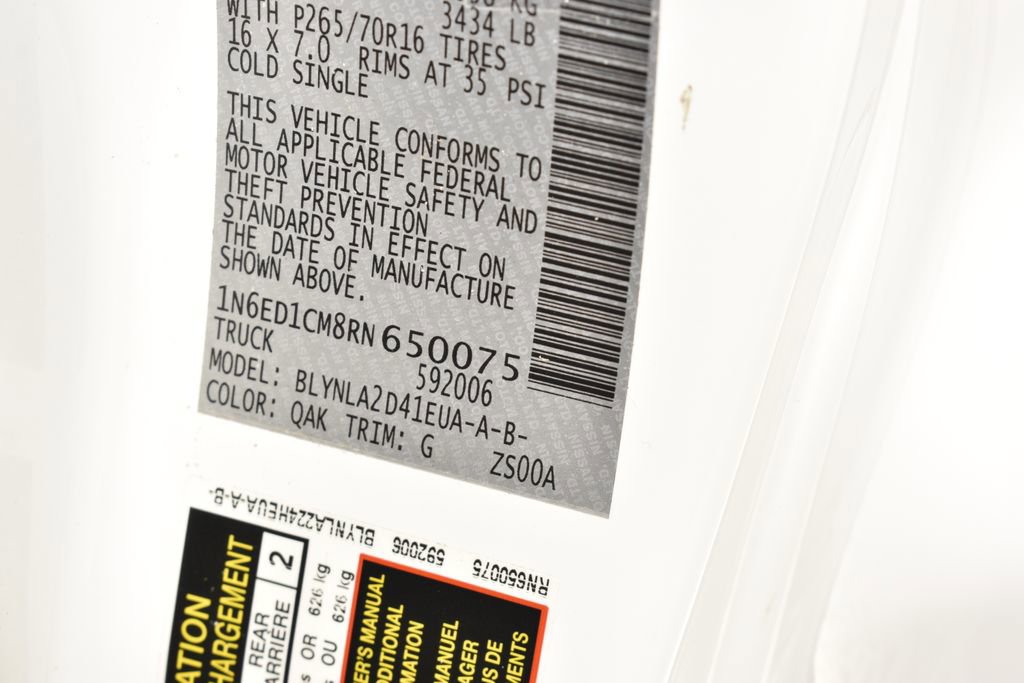 KG
3434 LB
WITH P265/70R16 TIRES
16 X 7.0 RIMS AT 35 PSI
COLD SINGLE
THIS VEHICLE CONFORMS TO
ALL APPLICABLE FEDERAL
MOTOR VEHICLE SAFETY AND
THEFT PREVENTION
STANDARDS IN EFFECT ON
THE DATE OF MANUFACTURE
SHOWN ABOVE.
1N6ED1CM8RN650075
TRUCK 592006
MODEL: BLYNLA2D41EUA-A-B-
ZS00A
COLOR: QAK TRIM: G
RN650075 592006 BLYNLA2Z4HEUA-A-B-
ATION
HARGEMENT
REAR 2
ARRIÈRE
s OR 626 kg
s OU 626 kg
ER'S MANUAL
DDITIONAL
MATION
MANUEL
AGER
US DE
MENTS